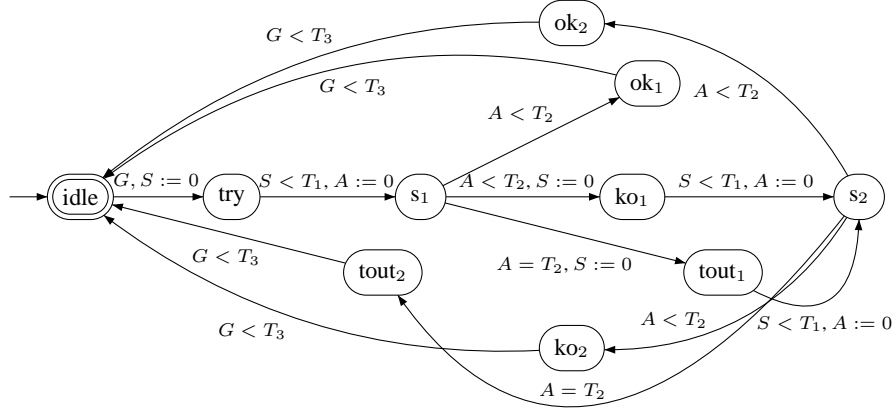 ok₂
G < T₃
ok₁
G < T₃
A < T₂
A < T₂
idle
G, S := 0
try
S < T₁, A := 0
s₁
A < T₂, S := 0
ko₁
S < T₁, A := 0
s₂
G < T₃
tout₂
A = T₂, S := 0
tout₁
G < T₃
A < T₂
S < T₁, A := 0
ko₂
A = T₂